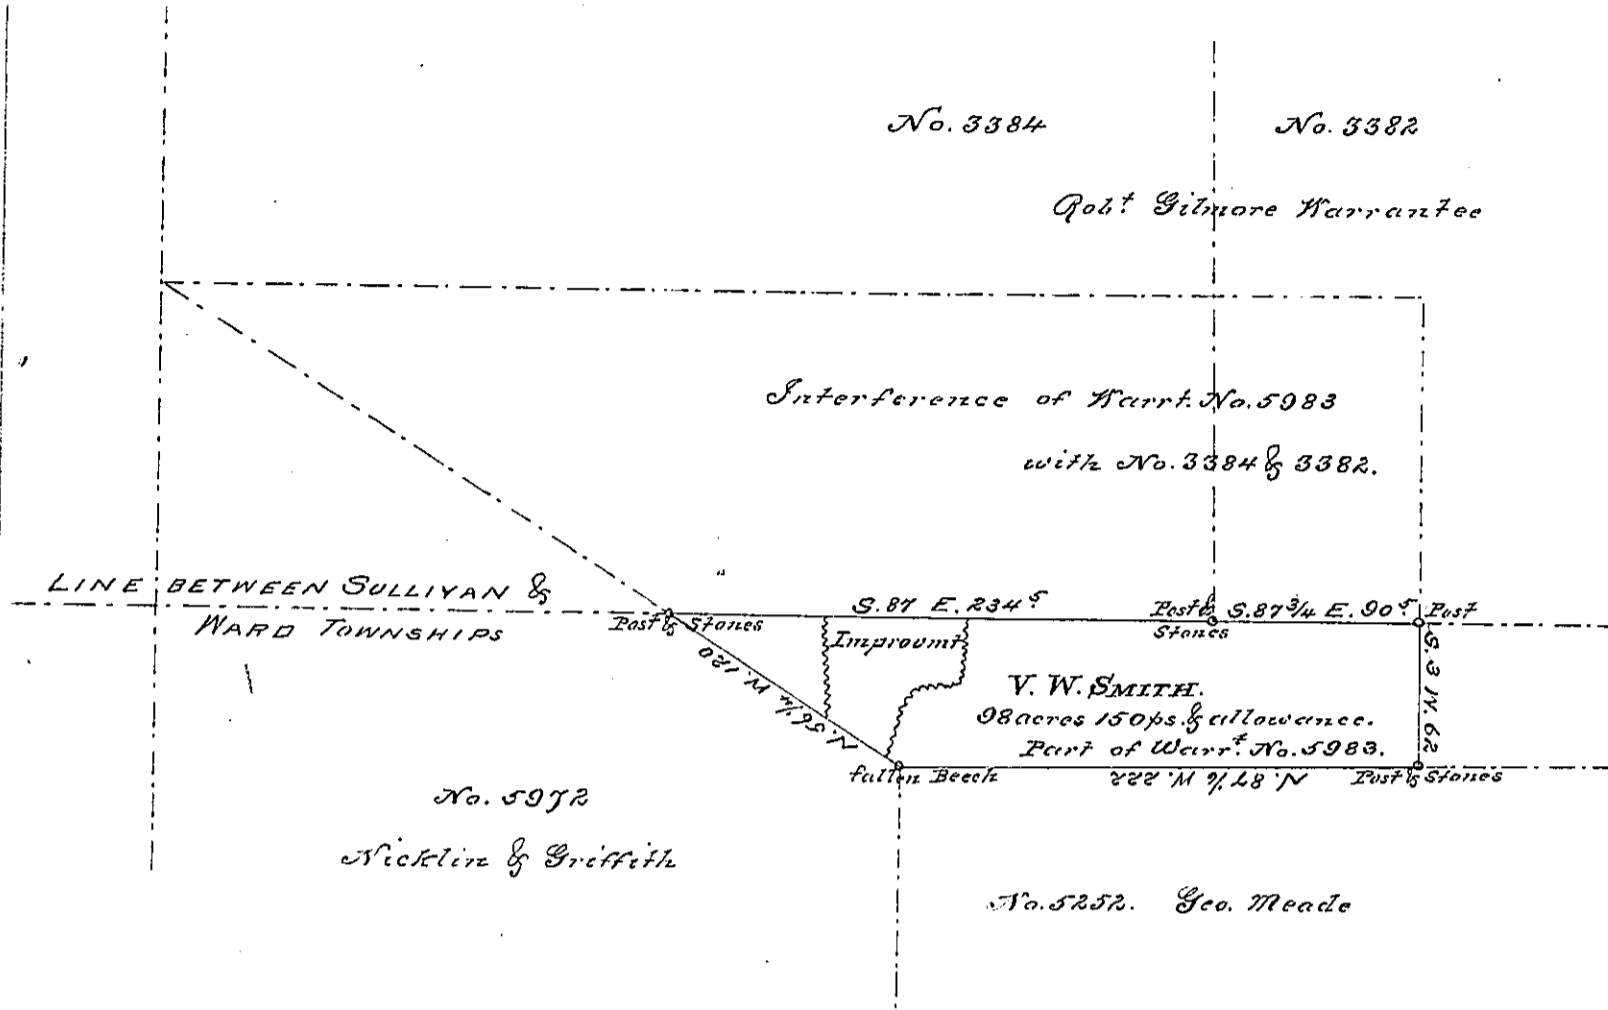 No. 3384
No. 3382
Robt. Gilmore Warrantee
Interference of Warrt. No. 5983
with No. 3384 & 3382.
LINE BETWEEN SULLIVAN &
WARD TOWNSHIPS
Post & Stones
S. 87 E. 234.5
Post & Stones
S. 87 3/4 E. 90.5
Post
Improvmt
N. 56 1/4 W. 120
S. 3 W. 62
V. W. SMITH.
98 acres 150 ps. & allowance.
Part of Warrt. No. 5983.
fallen Beech
N. 87 1/2 W. 222
Post & Stones
No. 5972
Nicklin & Griffith
No. 5252. Geo. Meade